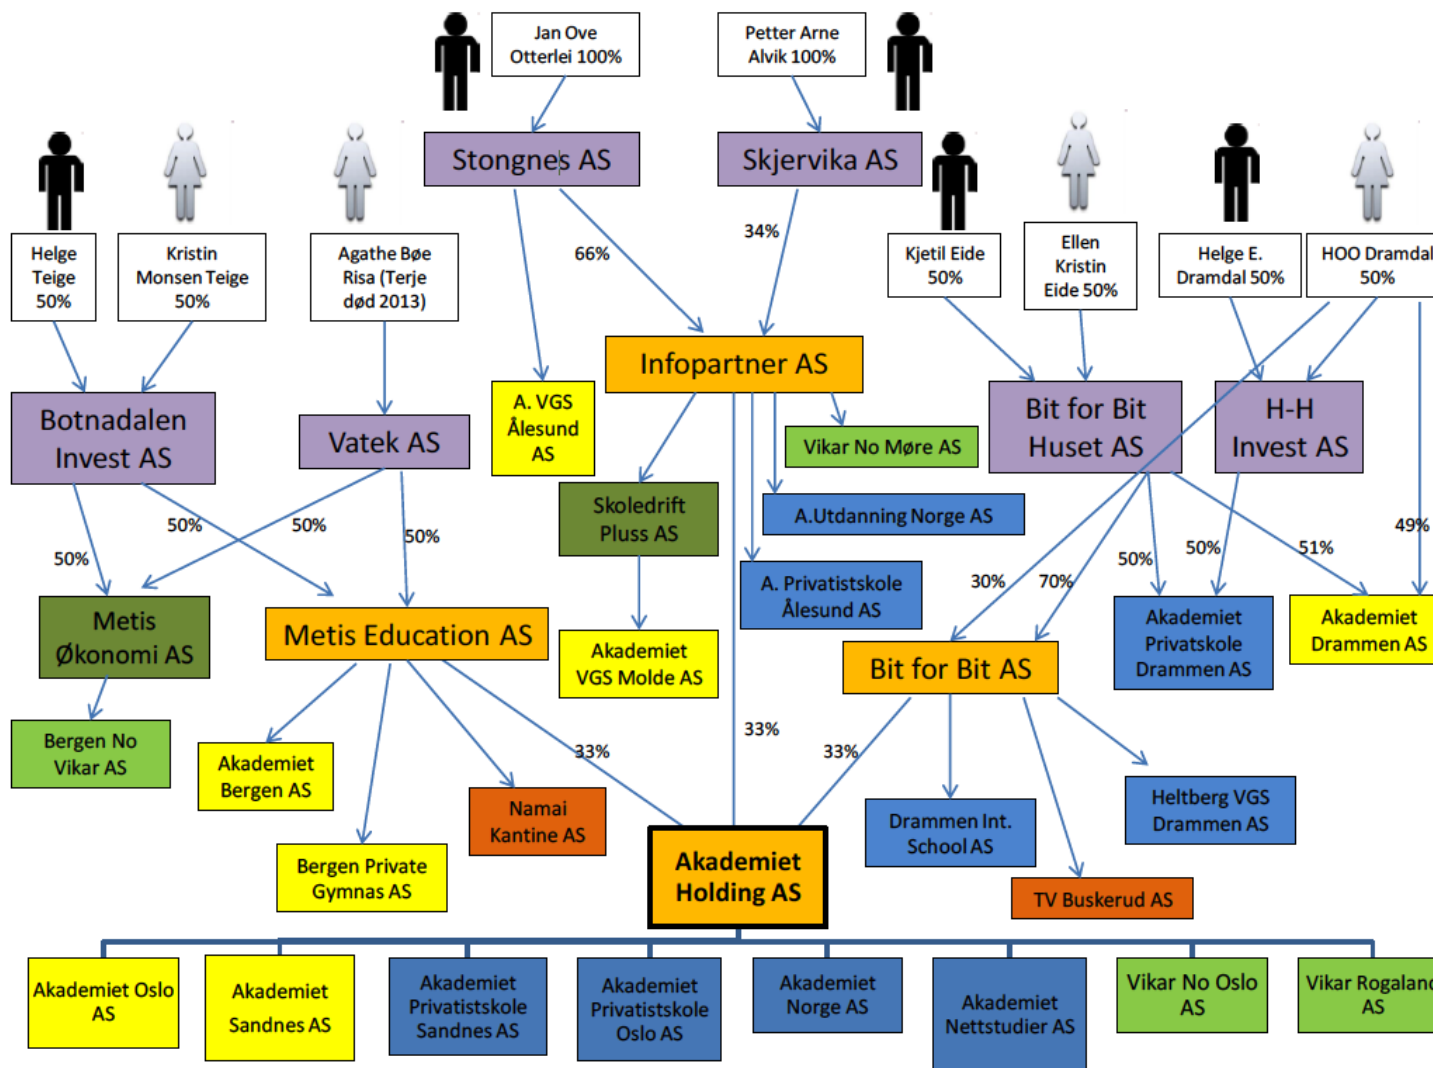 Jan Ove
Otterlei 100%
Petter Arne
Alvik 100%
Stongnes AS
Skjervika AS
Helge
Teige
50%
Kristin
Monsen Teige
50%
Agathe Bøe
Risa (Terje
død 2013)
66%
34%
Kjetil Eide
50%
Ellen
Kristin
Eide 50%
Helge E.
Dramdal 50%
HOO Dramdal
50%
Infopartner AS
Botnadalen
Invest AS
Vatek AS
A. VGS
Ålesund
AS
Vikar No Møre AS
Bit for Bit
Huset AS
H-H
Invest AS
Skoledrift
Pluss AS
A.Utdanning Norge AS
50%
50%
50%
50%
49%
51%
50%
50%
30%
70%
A. Privatistskole
Ålesund AS
Metis
Økonomi AS
Metis Education AS
Akademiet
VGS Molde AS
Bit for Bit AS
Akademiet
Privatskole
Drammen AS
Akademiet
Drammen AS
Bergen No
Vikar AS
Akademiet
Bergen AS
33%
33%
33%
Namai
Kantine AS
Drammen Int.
School AS
Heltberg VGS
Drammen AS
Bergen Private
Gymnas AS
Akademiet
Holding AS
TV Buskerud AS
Akademiet Oslo
AS
Akademiet
Sandnes AS
Akademiet
Privatistskole
Sandnes AS
Akademiet
Privatistskole
Oslo AS
Akademiet
Norge AS
Akademiet
Nettstudier AS
Vikar No Oslo
AS
Vikar Rogaland
AS